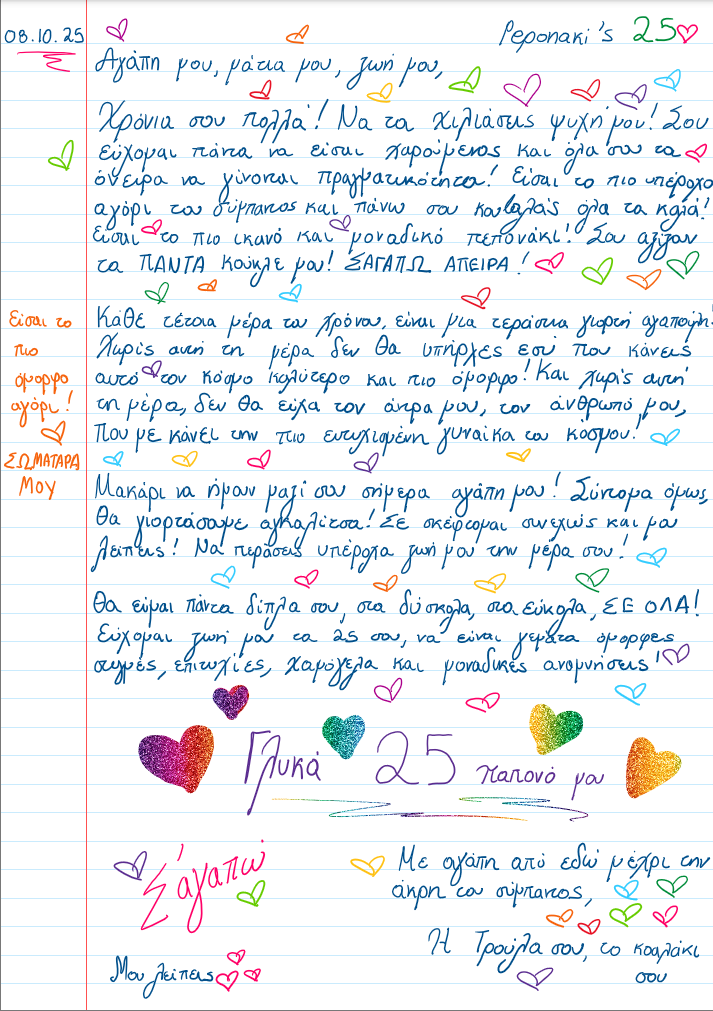 08.10.25
Peponaki's 25
Αγάπη μου, μάτια μου, ζωή μου,
Χρόνια σου πολλά! Να τα χιλιάσεις ψυχή μου! Σου
εύχομαι πάντα να είσαι χαρούμενος και όλα σου τα
όνειρα να γίνονται πραγματικότητα! Είσαι το πιο υπέροχο
αγόρι του σύμπαντος και πάνω σου κουβαλάς όλα τα καλά!
Είσαι το πιο ικανό και μοναδικό πεπονάκι! Σου αξίζουν
τα ΠΑΝΤΑ κούκλε μου! ΣΑΓΑΠΩ ΑΠΕΙΡΑ!
Κάθε τέτοια μέρα του χρόνου, είναι μια τεράστια γιορτή αγαπούλη!
Χωρίς αυτή τη μέρα δεν θα υπήρχες εσύ που κάνεις
αυτό τον κόσμο καλύτερο και πιο όμορφο! Και χωρίς αυτή
τη μέρα, δεν θα είχα τον άντρα μου, τον άνθρωπό μου,
που με κάνει την πιο ευτυχισμένη γυναίκα του κόσμου!
Είσαι το
πιο
όμορφο
αγόρι!
ΣΩΜΑΤΑΡΑ
ΜΟΥ
Μακάρι να ήμουν μαζί σου σήμερα αγάπη μου! Σύντομα όμως,
θα γιορτάσουμε αγκαλίτσα! Σε σκέφτομαι συνεχώς και μου
λείπεις! Να περάσεις υπέροχα ζωή μου την μέρα σου!
Θα είμαι πάντα δίπλα σου, στα δύσκολα, στα εύκολα, ΣΕ ΟΛΑ!
Εύχομαι ζωή μου τα 25 σου, να είναι γεμάτα όμορφες
στιγμές, επιτυχίες, χαμόγελα και μοναδικές αναμνήσεις!
Γλυκά 25 παπονό μου
Σ'αγαπώ
Με αγάπη από εδώ μέχρι την
άκρη του σύμπαντος,
Η Τρούλα σου, το κοαλάκι
σου
Μου λείπεις